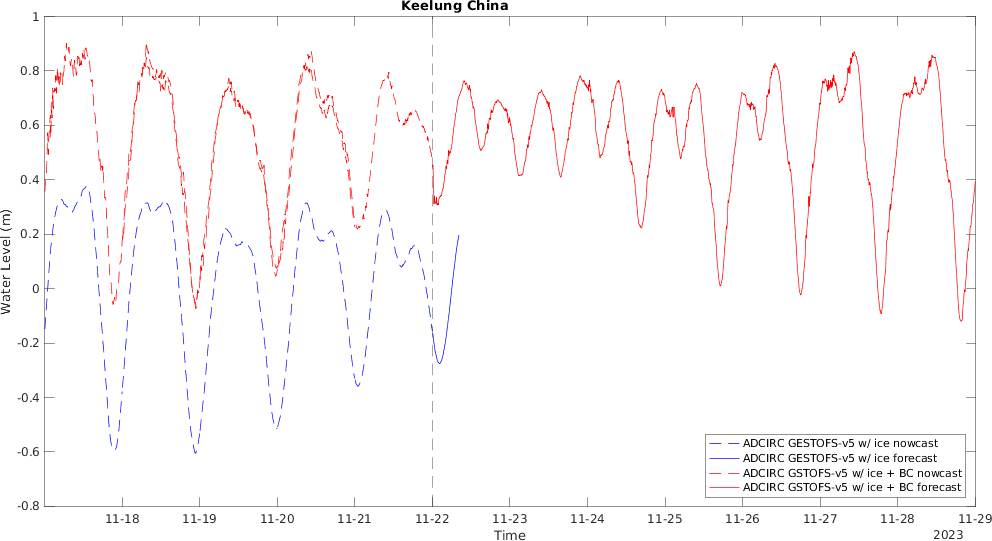 Keelung China
1
0.8
0.6
0.4
0.2
0
-0.2
-0.4
-0.6
-0.8
Water Level (m)
ADCIRC GESTOFS-v5 w/ ice nowcast
ADCIRC GESTOFS-v5 w/ ice forecast
ADCIRC GSTOFS-v5 w/ ice + BC nowcast
ADCIRC GSTOFS-v5 w/ ice + BC forecast
11-18 11-19 11-20 11-21 11-22 11-23 11-24 11-25 11-26 11-27 11-28 11-29
Time
2023